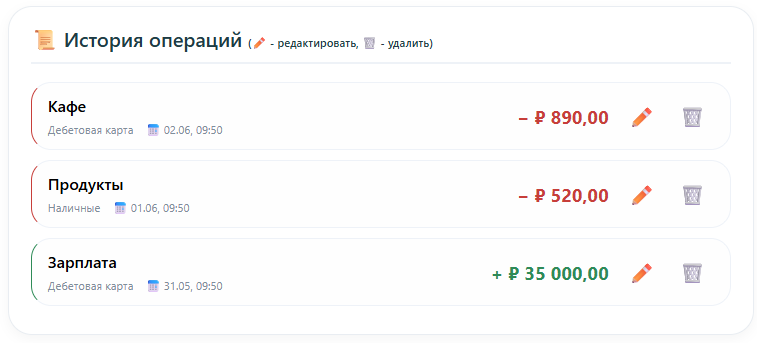 📜 История операций (✏️ - редактировать, 🗑️ - удалить)
Кафе
Дебетовая карта 📅 02.06, 09:50
− ₽ 890,00 ✏️ 🗑️
Продукты
Наличные 📅 01.06, 09:50
− ₽ 520,00 ✏️ 🗑️
Зарплата
Дебетовая карта 📅 31.05, 09:50
+ ₽ 35 000,00 ✏️ 🗑️